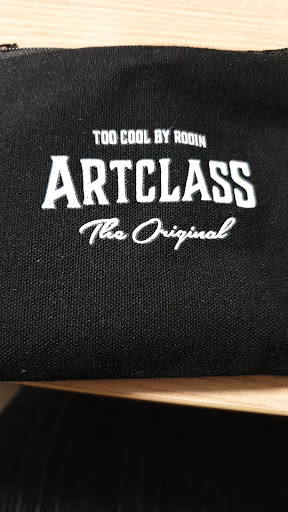 TOO COOL BY RODIN
ARTCLASS
The Original